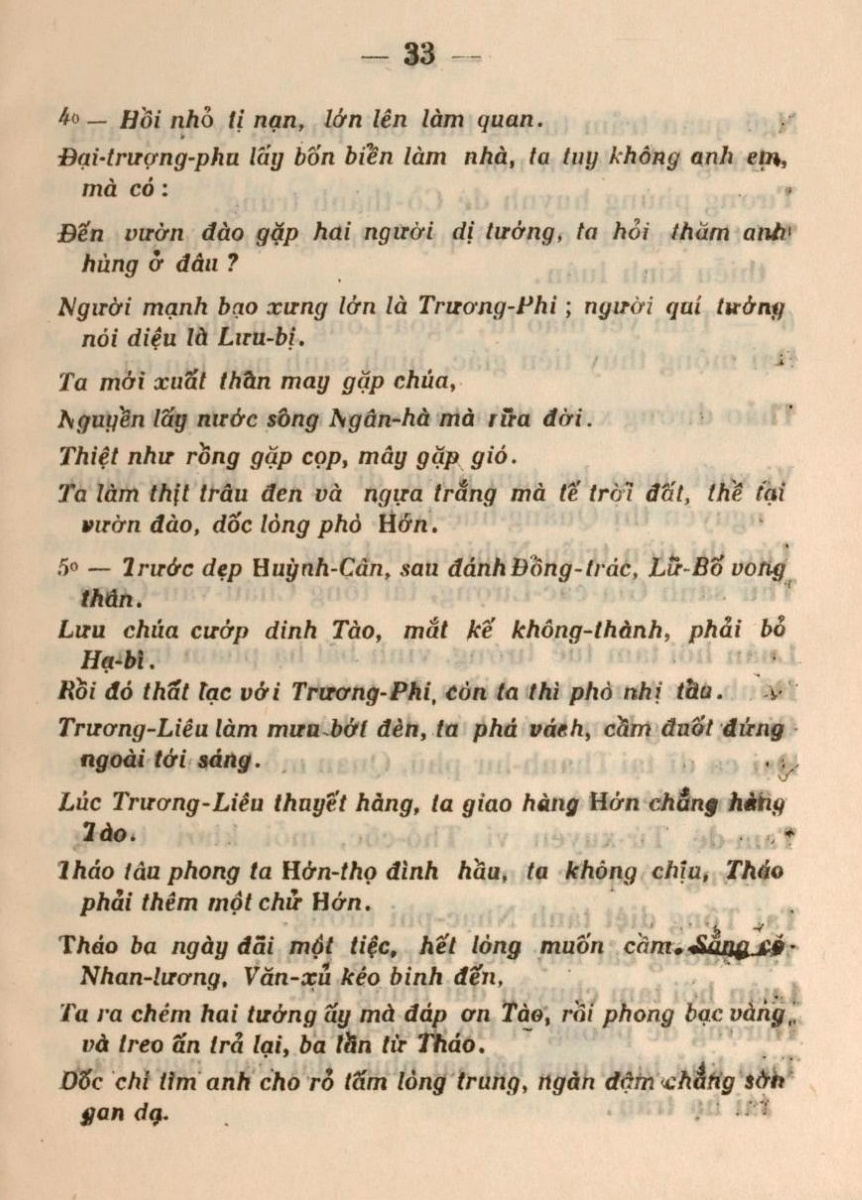 — 33 —
4o — Hồi nhỏ tị nạn, lớn lên làm quan.
Đại-trượng-phu lấy bốn biển làm nhà, ta tuy không anh em,
mà có :
Đến vườn đào gặp hai người dị tướng, ta hỏi thăm anh
hùng ở đâu ?
Người mạnh bạo xưng lớn là Trương-Phi ; người quí tướng
nói diệu là Lưu-bị.
Ta mới xuất thân may gặp chúa,
Nguyền lấy nước sông Ngân-hà mà rữa đời.
Thiệt như rồng gặp cọp, mây gặp gió.
Ta làm thịt trâu đen và ngựa trắng mà tế trời đất, thề tại
vườn đào, dốc lòng phò Hớn.
5o — Trước dẹp Huỳnh-Cân, sau đánh Đồng-trác, Lữ-Bố vong
thân.
Lưu chúa cướp dinh Tào, mắt kế không-thành, phải bỏ
Hạ-bì.
Rồi đó thất lạc với Trương-Phi, còn ta thì phò nhị tẩu.
Trương-Liêu làm mưu bớt đèn, ta phá vách, cầm đuốt đứng
ngoài tới sáng.
Lúc Trương-Liêu thuyết hàng, ta giao hàng Hớn chẳng hàng
Tào.
Tháo tâu phong ta Hớn-thọ đình hầu, ta không chịu, Tháo
phải thêm một chử Hớn.
Tháo ba ngày đãi một tiệc, hết lòng muốn cầm. Sẳng có
Nhan-lương, Văn-xủ kéo binh đến,
Ta ra chém hai tướng ấy mà đáp ơn Tào, rồi phong bạc vàng
và treo ấn trả lại, ba lần từ Tháo.
Dốc chỉ tìm anh cho rỏ tấm lòng trung, ngàn dậm chẳng sờn
gan dạ.